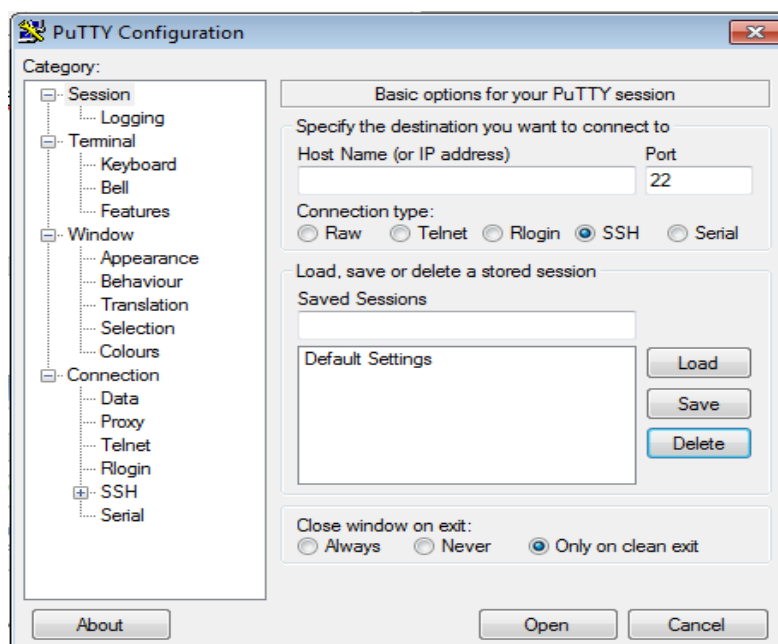 PuTTY Configuration
Category:
Session
Logging
Terminal
Keyboard
Bell
Features
Window
Appearance
Behaviour
Translation
Selection
Colours
Connection
Data
Proxy
Telnet
Rlogin
SSH
Serial
Basic options for your PuTTY session
Specify the destination you want to connect to
Host Name (or IP address) Port
22
Connection type:
Raw Telnet Rlogin SSH Serial
Load, save or delete a stored session
Saved Sessions
Default Settings
Load
Save
Delete
Close window on exit:
Always Never Only on clean exit
About Open Cancel